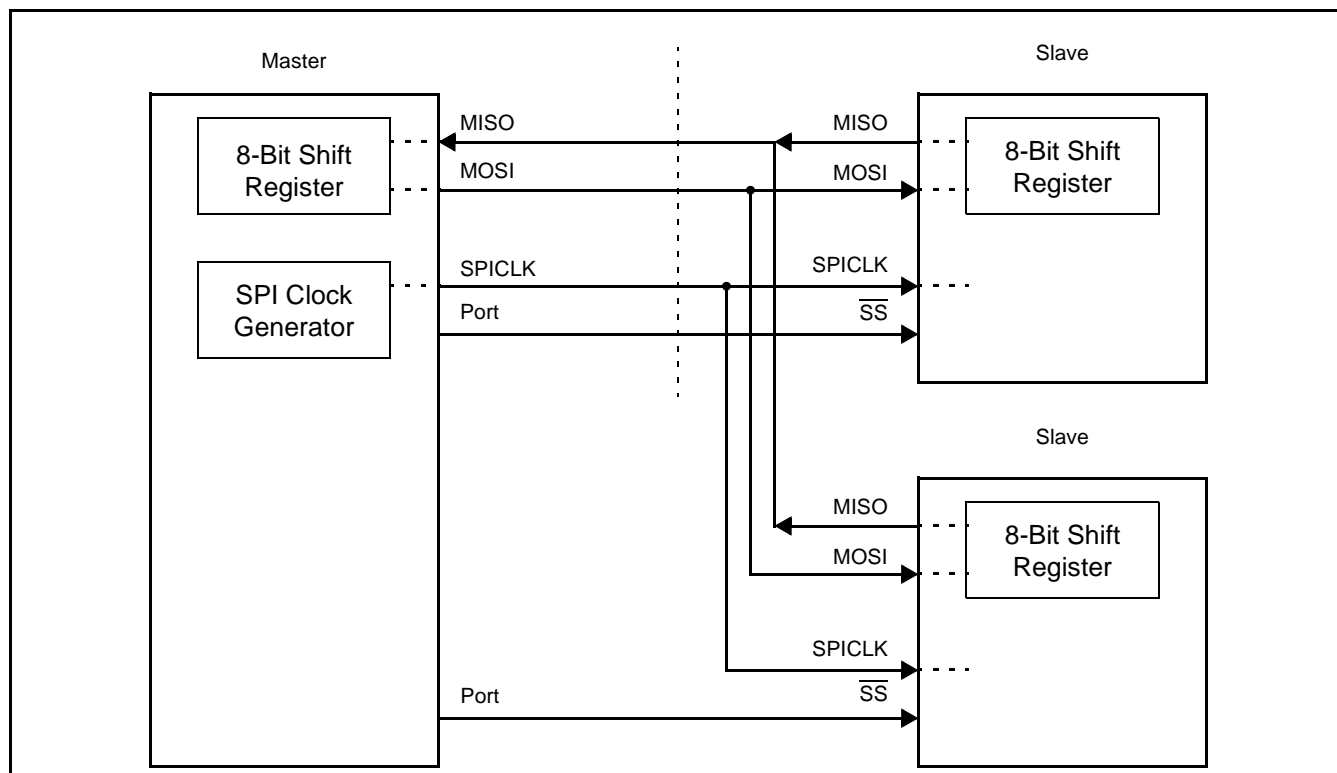 Master
Slave
8-Bit Shift
Register
MISO
MISO
8-Bit Shift
Register
MOSI
MOSI
SPI Clock
Generator
SPICLK
SPICLK
Port
SS
Slave
MISO
8-Bit Shift
Register
MOSI
SPICLK
Port
SS